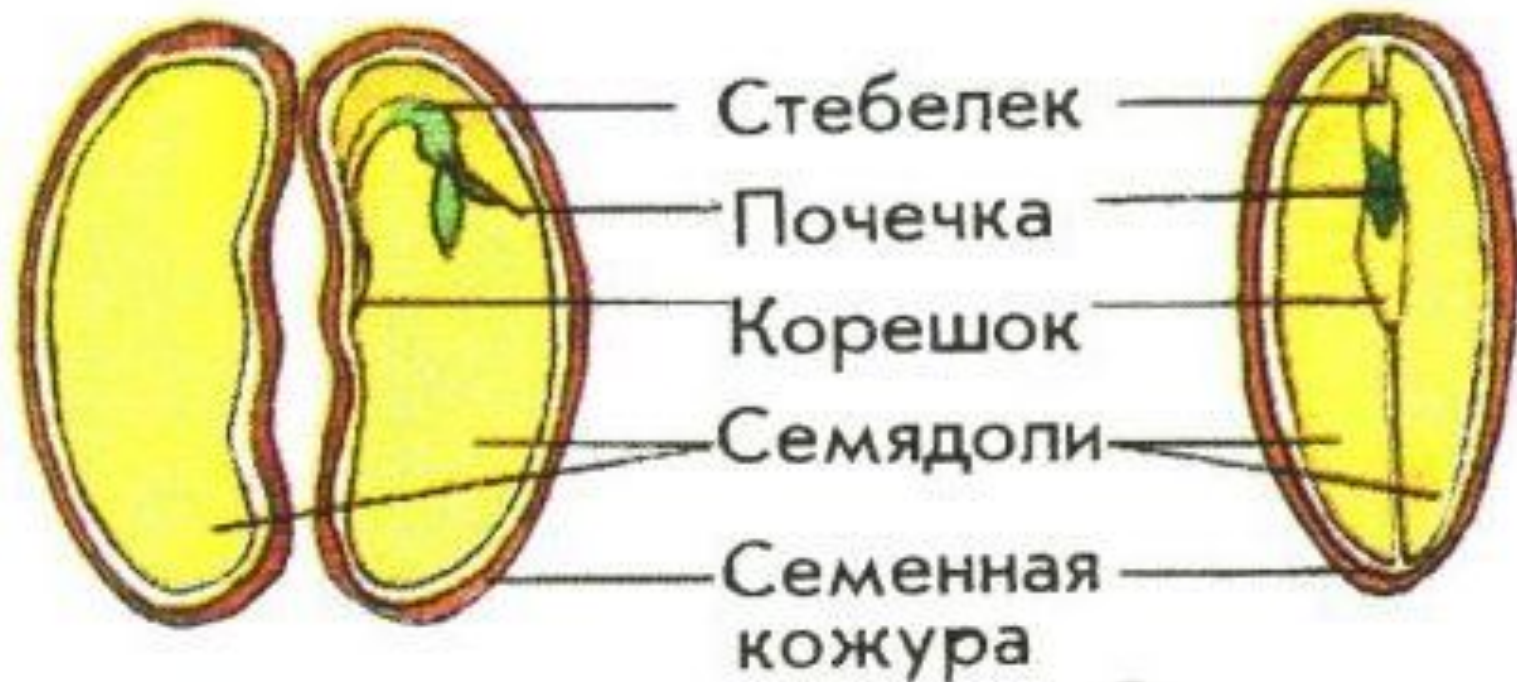 Стебелек
Почечка
Корешок
Семядоли
Семенная
кожура